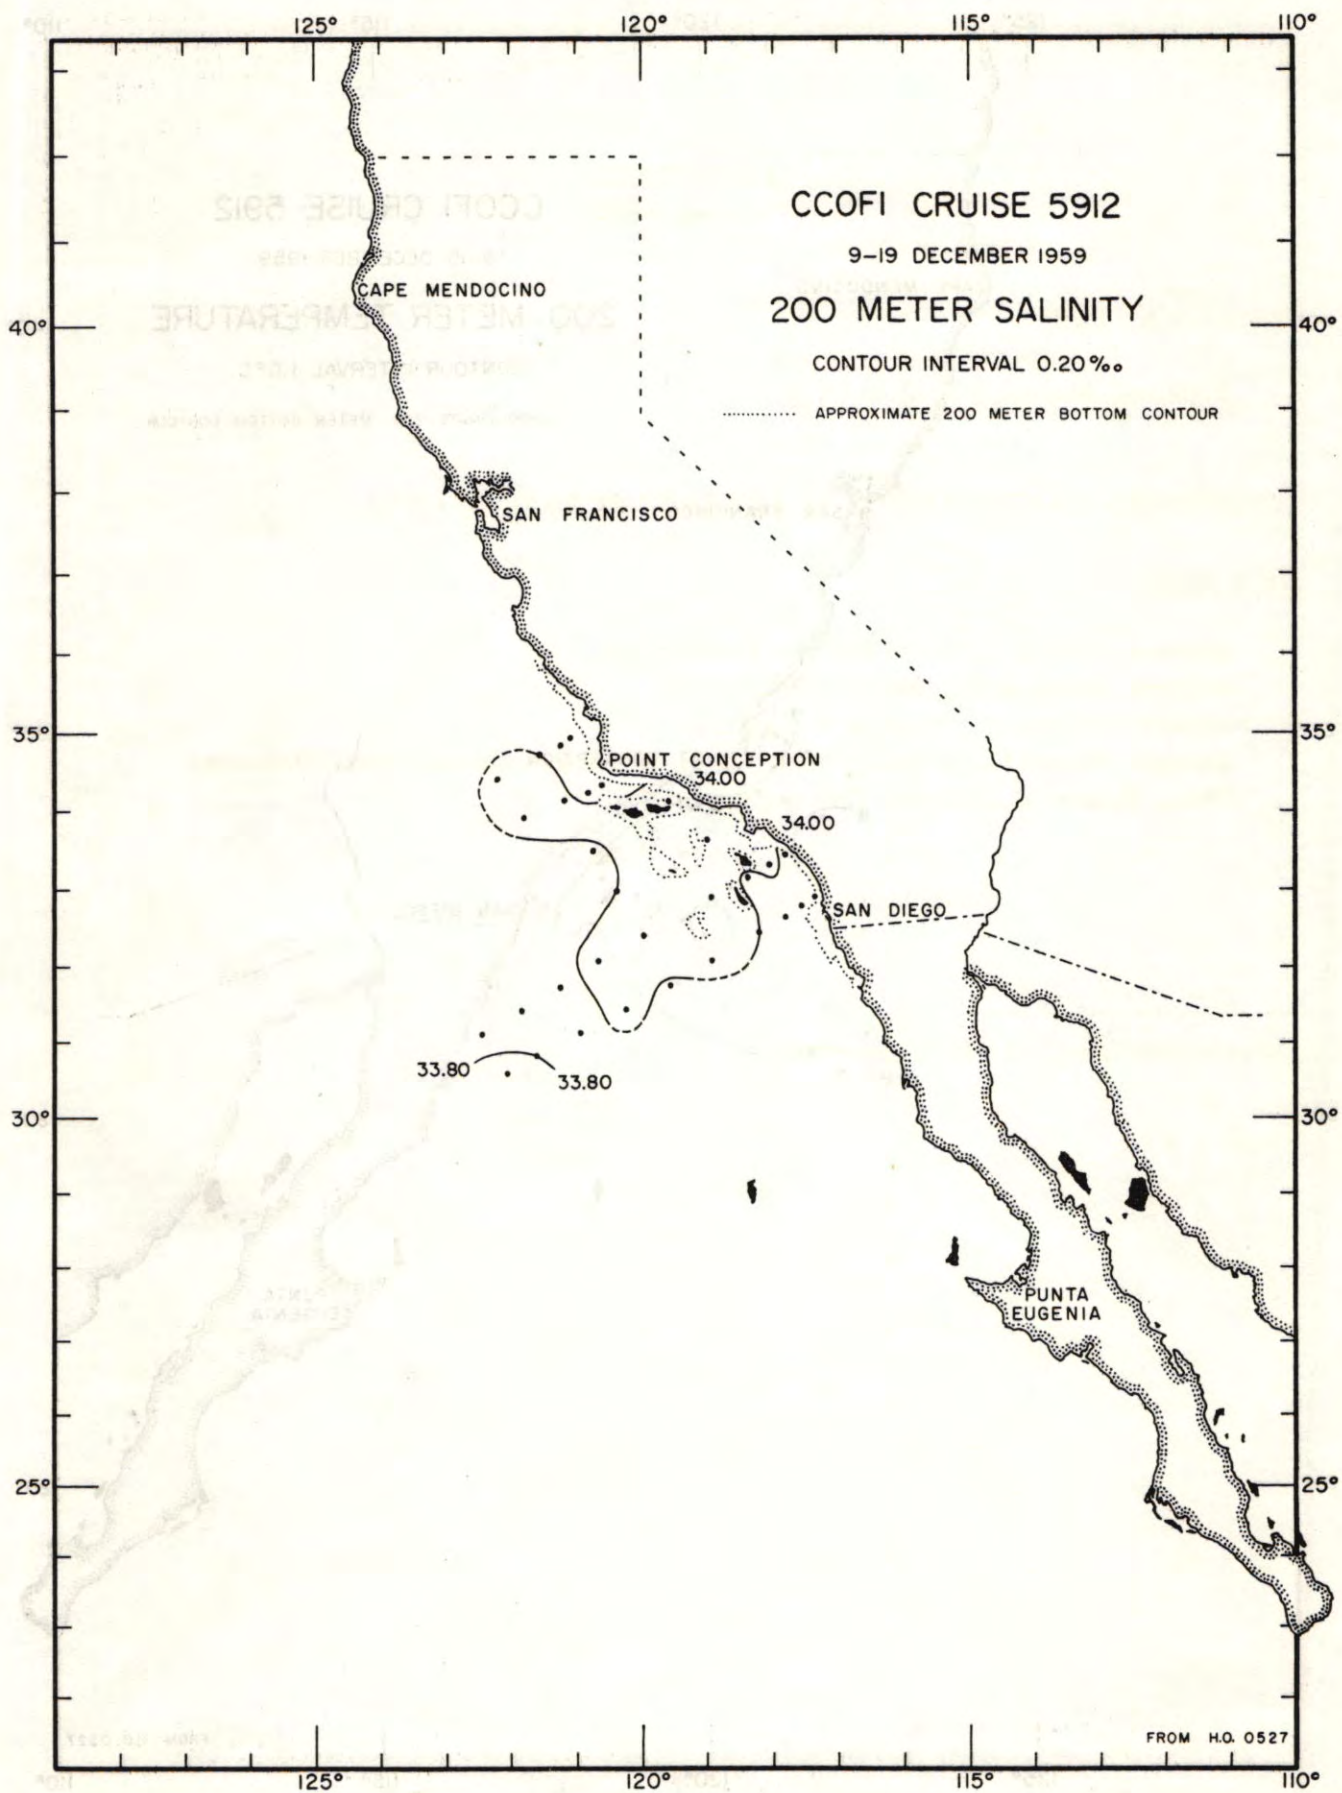 125° 120° 115° 110°
CCOFI CRUISE 5912
9-19 DECEMBER 1959
200 METER SALINITY
CONTOUR INTERVAL 0.20‰
APPROXIMATE 200 METER BOTTOM CONTOUR
CAPE MENDOCINO
40° 40°
SAN FRANCISCO
35° 35°
POINT CONCEPTION
34.00
34.00
SAN DIEGO
33.80
33.80
30° 30°
PUNTA
EUGENIA
25° 25°
FROM H.O. 0527
125° 120° 115° 110°